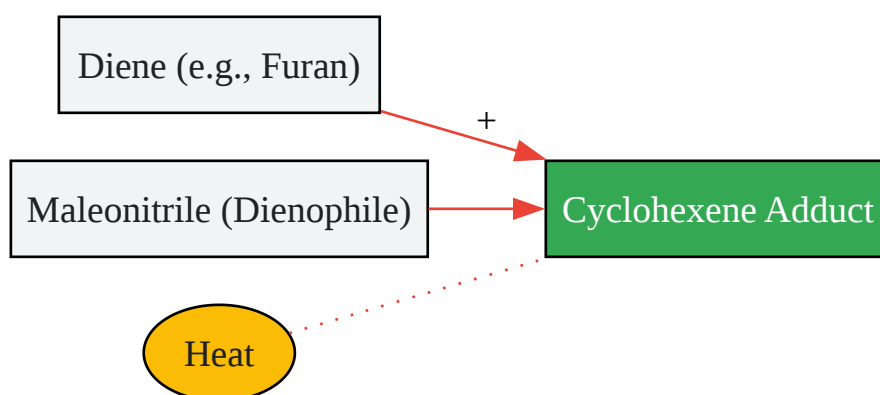 Diene (e.g., Furan)
+
Maleonitrile (Dienophile)
Cyclohexene Adduct
Heat